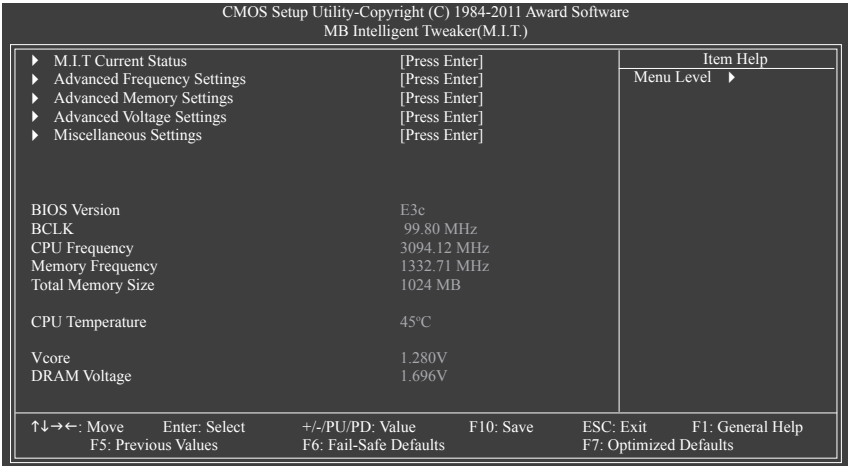 CMOS Setup Utility-Copyright (C) 1984-2011 Award Software
MB Intelligent Tweaker(M.I.T.)
M.I.T Current Status [Press Enter]
Advanced Frequency Settings [Press Enter]
Advanced Memory Settings [Press Enter]
Advanced Voltage Settings [Press Enter]
Miscellaneous Settings [Press Enter]
Item Help
Menu Level
BIOS Version E3c
BCLK 99.80 MHz
CPU Frequency 3094.12 MHz
Memory Frequency 1332.71 MHz
Total Memory Size 1024 MB
CPU Temperature 45°C
Vcore 1.280V
DRAM Voltage 1.696V
↑↓→←: Move Enter: Select +/-/PU/PD: Value F10: Save ESC: Exit F1: General Help
F5: Previous Values F6: Fail-Safe Defaults F7: Optimized Defaults